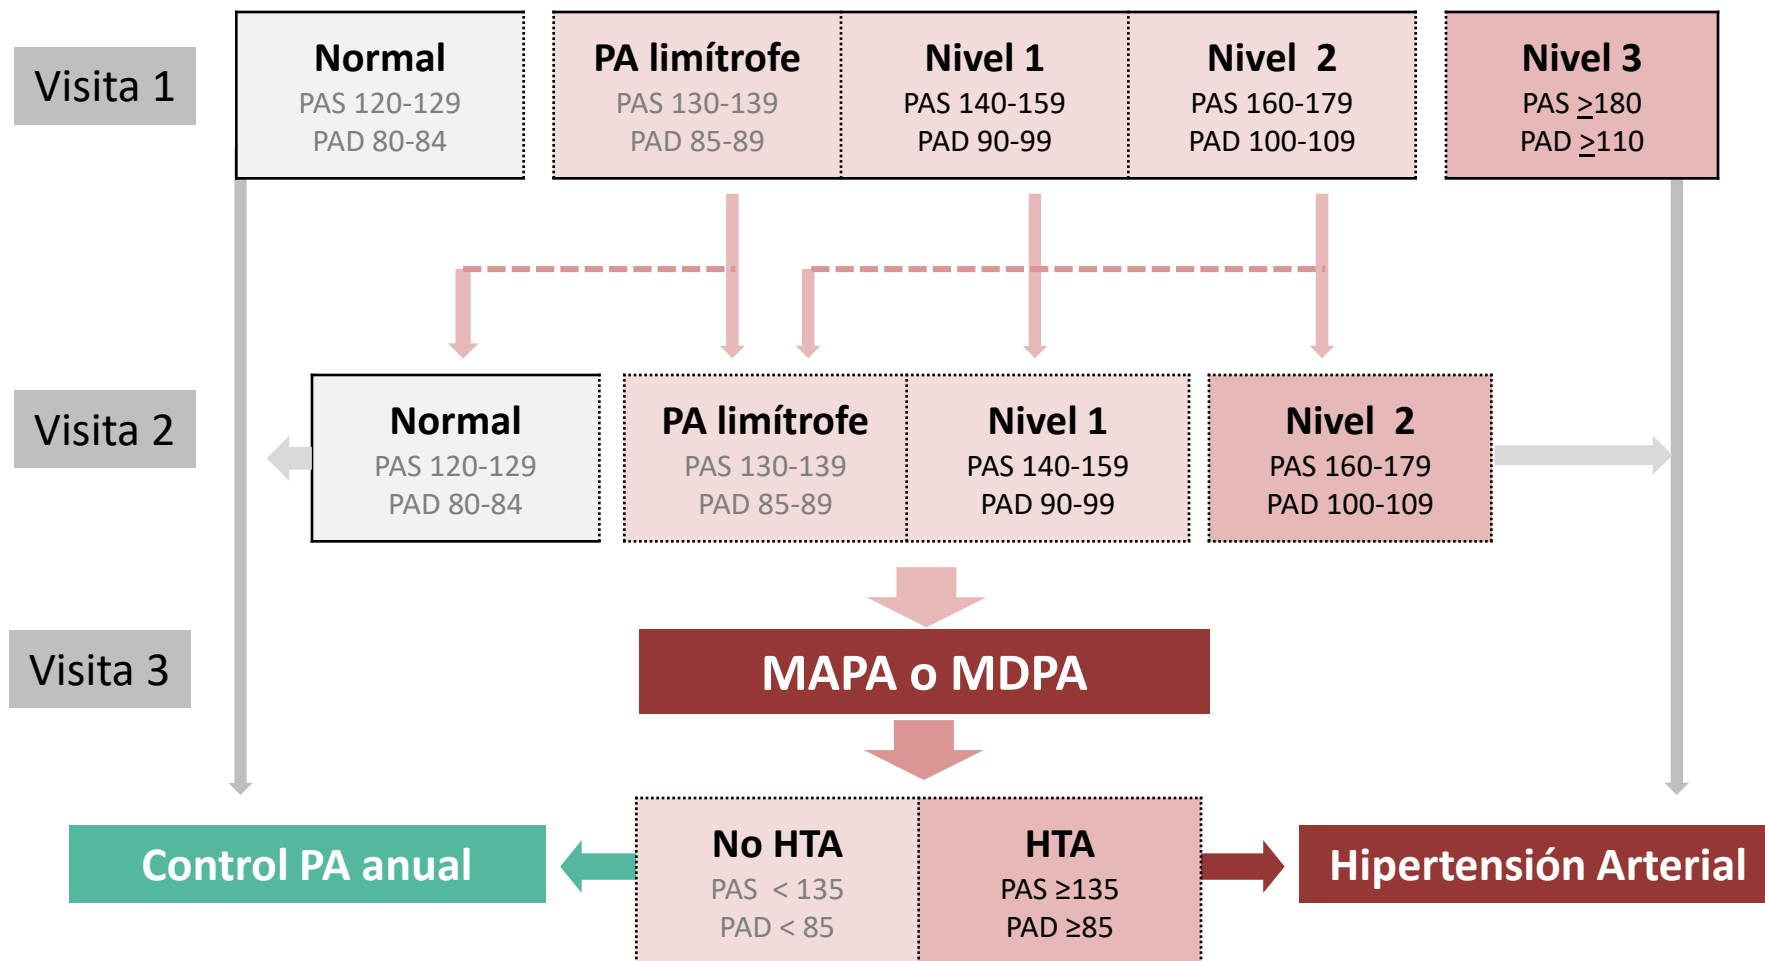 Visita 1
Normal
PAS 120-129
PAD 80-84
PA limítrofe
PAS 130-139
PAD 85-89
Nivel 1
PAS 140-159
PAD 90-99
Nivel 2
PAS 160-179
PAD 100-109
Nivel 3
PAS ≥180
PAD ≥110
Visita 2
Normal
PAS 120-129
PAD 80-84
PA limítrofe
PAS 130-139
PAD 85-89
Nivel 1
PAS 140-159
PAD 90-99
Nivel 2
PAS 160-179
PAD 100-109
Visita 3
MAPA o MDPA
Control PA anual
No HTA
PAS < 135
PAD < 85
HTA
PAS ≥135
PAD ≥85
Hipertensión Arterial